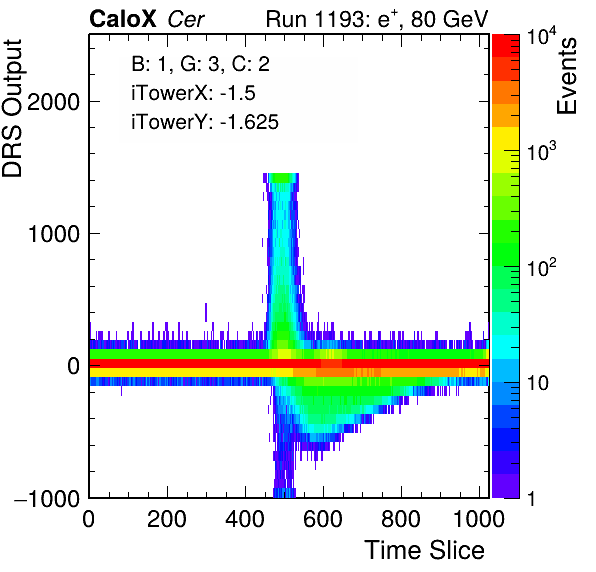 CaloX Cer Run 1193: e+, 80 GeV
B: 1, G: 3, C: 2
iTowerX: -1.5
iTowerY: -1.625
DRS Output
2000
1000
0
−1000
0 200 400 600 800 1000
Time Slice
Events
10^4
10^3
10^2
10
1